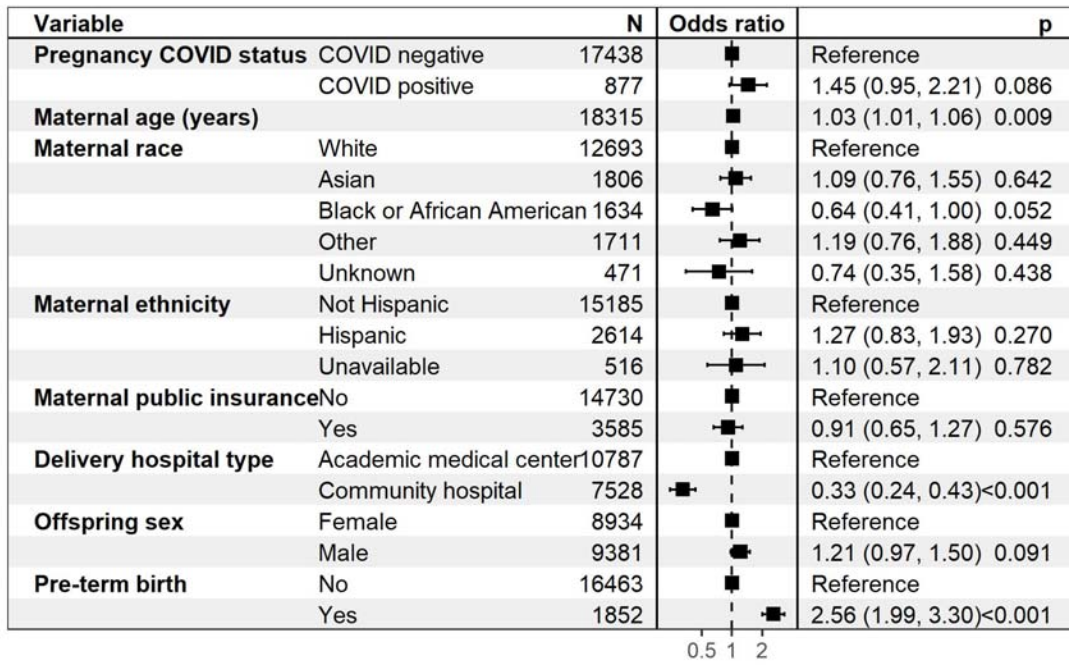 Variable N Odds ratio p
Pregnancy COVID status COVID negative 17438 Reference
COVID positive 877 1.45 (0.95, 2.21) 0.086
Maternal age (years) 18315 1.03 (1.01, 1.06) 0.009
Maternal race White 12693 Reference
Asian 1806 1.09 (0.76, 1.55) 0.642
Black or African American 1634 0.64 (0.41, 1.00) 0.052
Other 1711 1.19 (0.76, 1.88) 0.449
Unknown 471 0.74 (0.35, 1.58) 0.438
Maternal ethnicity Not Hispanic 15185 Reference
Hispanic 2614 1.27 (0.83, 1.93) 0.270
Unavailable 516 1.10 (0.57, 2.11) 0.782
Maternal public insurance No 14730 Reference
Yes 3585 0.91 (0.65, 1.27) 0.576
Delivery hospital type Academic medical center 10787 Reference
Community hospital 7528 0.33 (0.24, 0.43) <0.001
Offspring sex Female 8934 Reference
Male 9381 1.21 (0.97, 1.50) 0.091
Pre-term birth No 16463 Reference
Yes 1852 2.56 (1.99, 3.30) <0.001
0.5 1 2